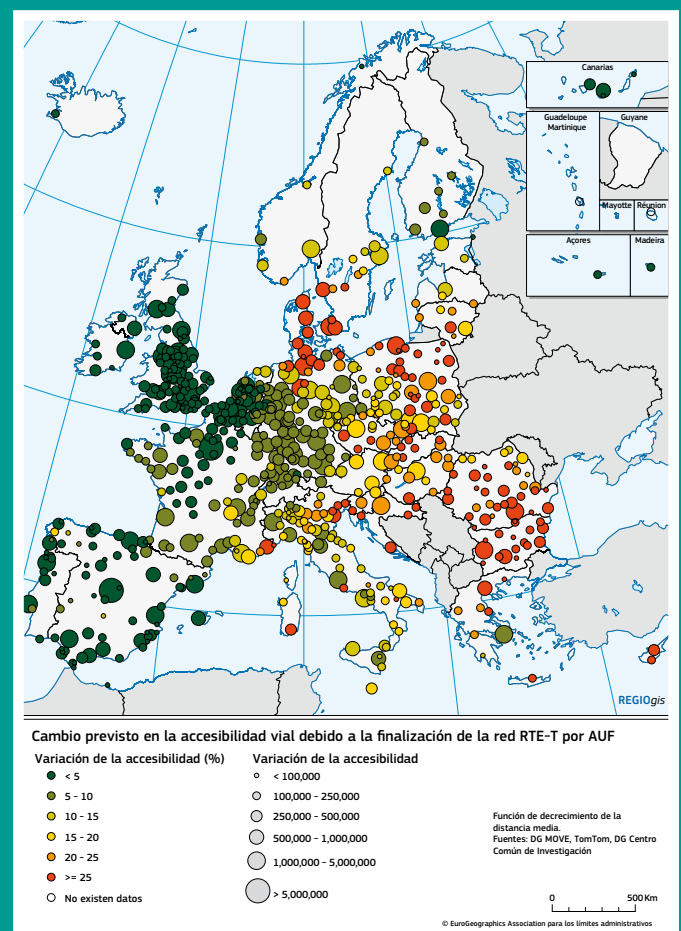 Canarias
Guadeloupe
Martinique
Guyane
Mayotte
Réunion
Açores
Madeira
REGIOgis
Cambio previsto en la accesibilidad vial debido a la finalización de la red RTE-T por AUF
Variación de la accesibilidad (%)
< 5
5 - 10
10 - 15
15 - 20
20 - 25
>= 25
No existen datos
Variación de la accesibilidad
< 100,000
100,000 - 250,000
250,000 - 500,000
500,000 - 1,000,000
1,000,000 - 5,000,000
> 5,000,000
Función de decrecimiento de la
distancia media.
Fuentes: DG MOVE, TomTom, DG Centro
Común de Investigación
0 500 Km
© EuroGeographics Association para los límites administrativos